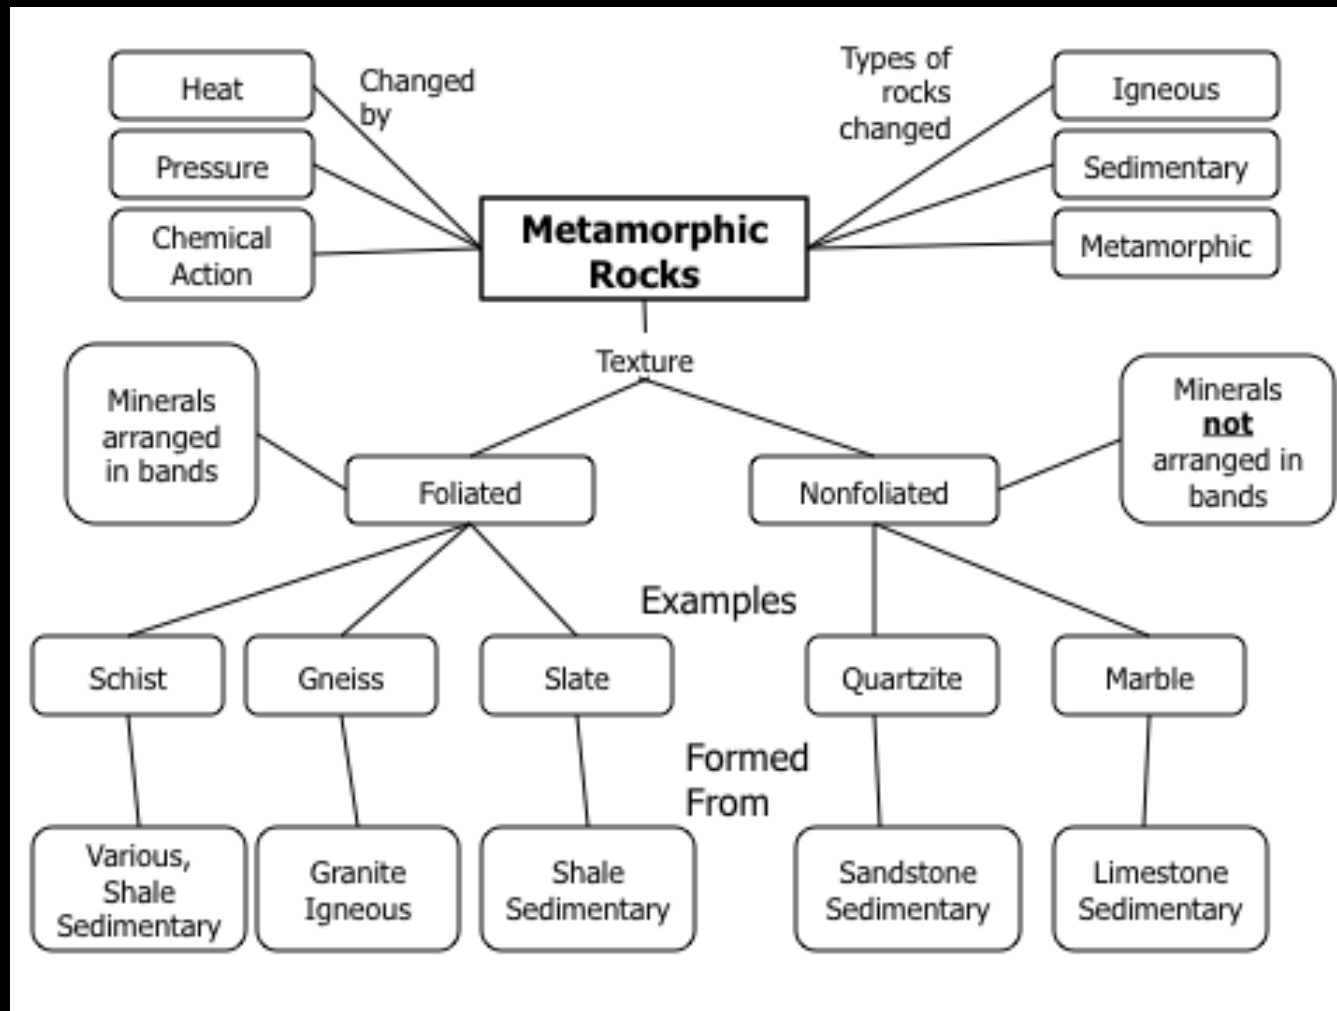 Heat
Changed
by
Pressure
Chemical
Action
Types of
rocks
changed
Igneous
Sedimentary
Metamorphic
Metamorphic
Rocks
Texture
Minerals
arranged
in bands
Foliated
Nonfoliated
Minerals
not
arranged in
bands
Examples
Schist
Gneiss
Slate
Quartzite
Marble
Formed
From
Various,
Shale
Sedimentary
Granite
Igneous
Shale
Sedimentary
Sandstone
Sedimentary
Limestone
Sedimentary